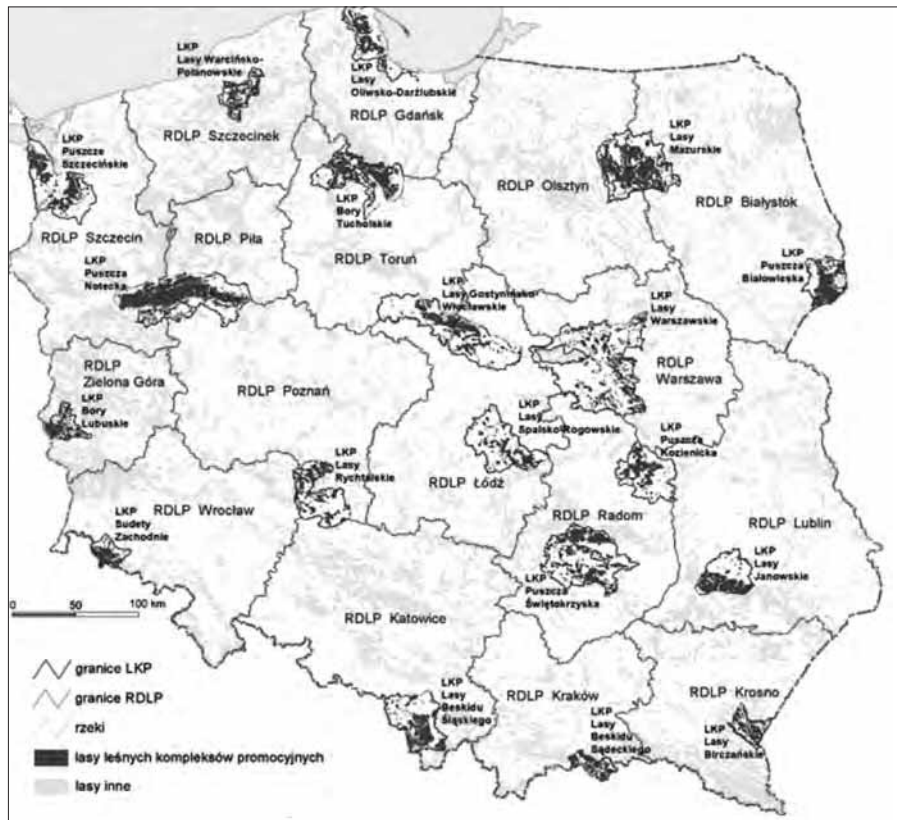 LKP
Lasy Warcińsko-
Polanowskie
LKP
Lasy
Oliwsko-Darżlubskie
RDLP Gdańsk
LKP
Puszcze
Szczecińskie
RDLP Szczecinek
LKP
Lasy
Mazurskie
RDLP Olsztyn
RDLP Białystok
LKP
Bory
Tucholskie
RDLP Szczecin
RDLP Piła
RDLP Toruń
LKP
Puszcza
Notecka
LKP
Puszcza
Białowieska
LKP
Lasy Gostynińsko-
Włocławskie
LKP
Lasy
Warszawskie
RDLP
Zielona Góra
RDLP
Warszawa
RDLP Poznań
LKP
Bory
Lubuskie
LKP
Lasy
Spalsko-Rogowskie
LKP
Puszcza
Kozienicka
LKP
Lasy
Rychtalskie
RDLP Łódź
RDLP Wrocław
RDLP Radom
RDLP Lublin
LKP
Sudety
Zachodnie
LKP
Lasy
Janowskie
LKP
Puszcza
Świętokrzyska
0 50 100 km
RDLP Katowice
granice LKP
granice RDLP
rzeki
lasy leśnych kompleksów promocyjnych
lasy inne
LKP
Lasy
Beskidu
Śląskiego
RDLP Kraków
LKP
Lasy
Beskidu
Sądeckiego
RDLP Krosno
LKP
Lasy
Birczańskie